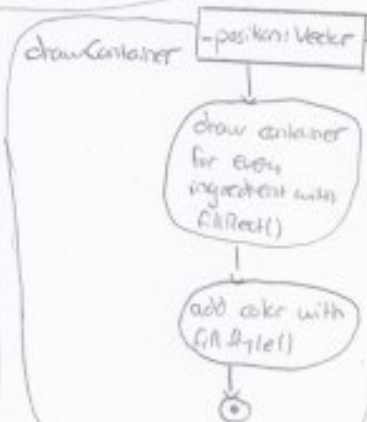 drawContainer
-position: Vector
draw container
for every
ingredient with
fillRect()
add color with
fillStyle()